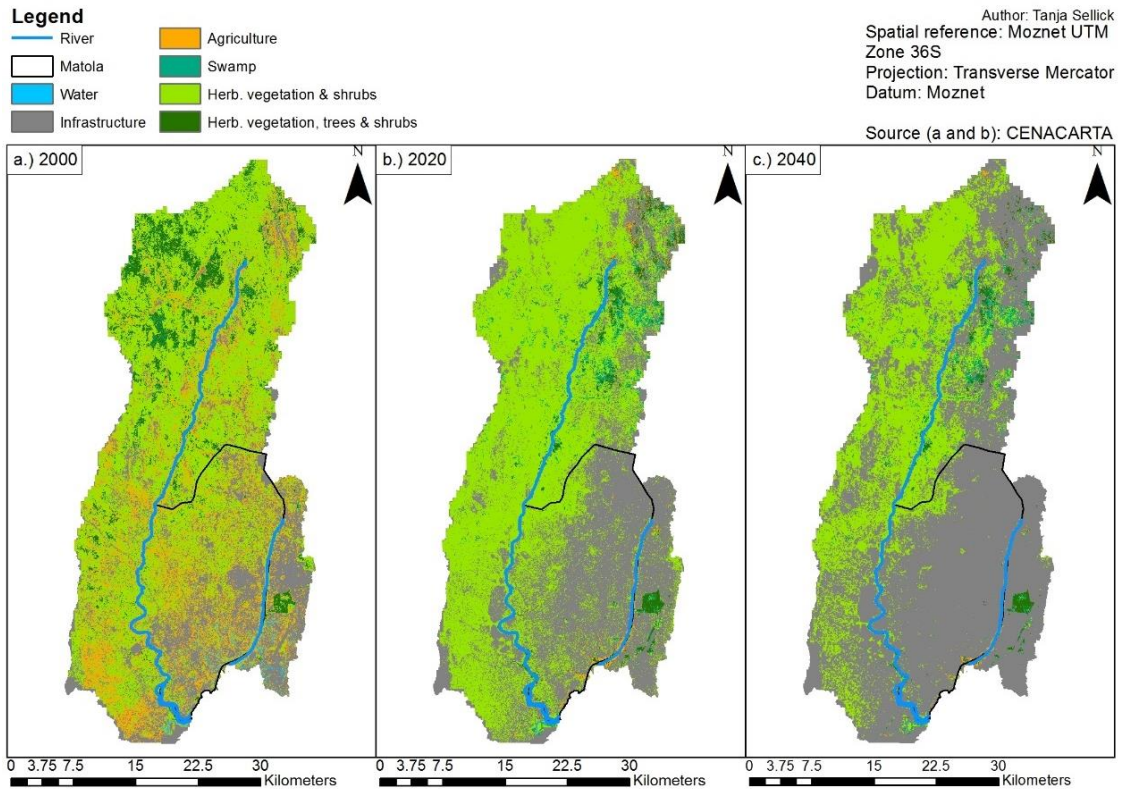 Legend
River
Matola
Water
Infrastructure
Agriculture
Swamp
Herb. vegetation & shrubs
Herb. vegetation, trees & shrubs
Author: Tanja Sellick
Spatial reference: Moznet UTM
Zone 36S
Projection: Transverse Mercator
Datum: Moznet
Source (a and b): CENACARTA
a.) 2000
N
b.) 2020
N
c.) 2040
N
0 3.75 7.5 15 22.5 30
Kilometers
0 3.75 7.5 15 22.5 30
Kilometers
0 3.75 7.5 15 22.5 30
Kilometers